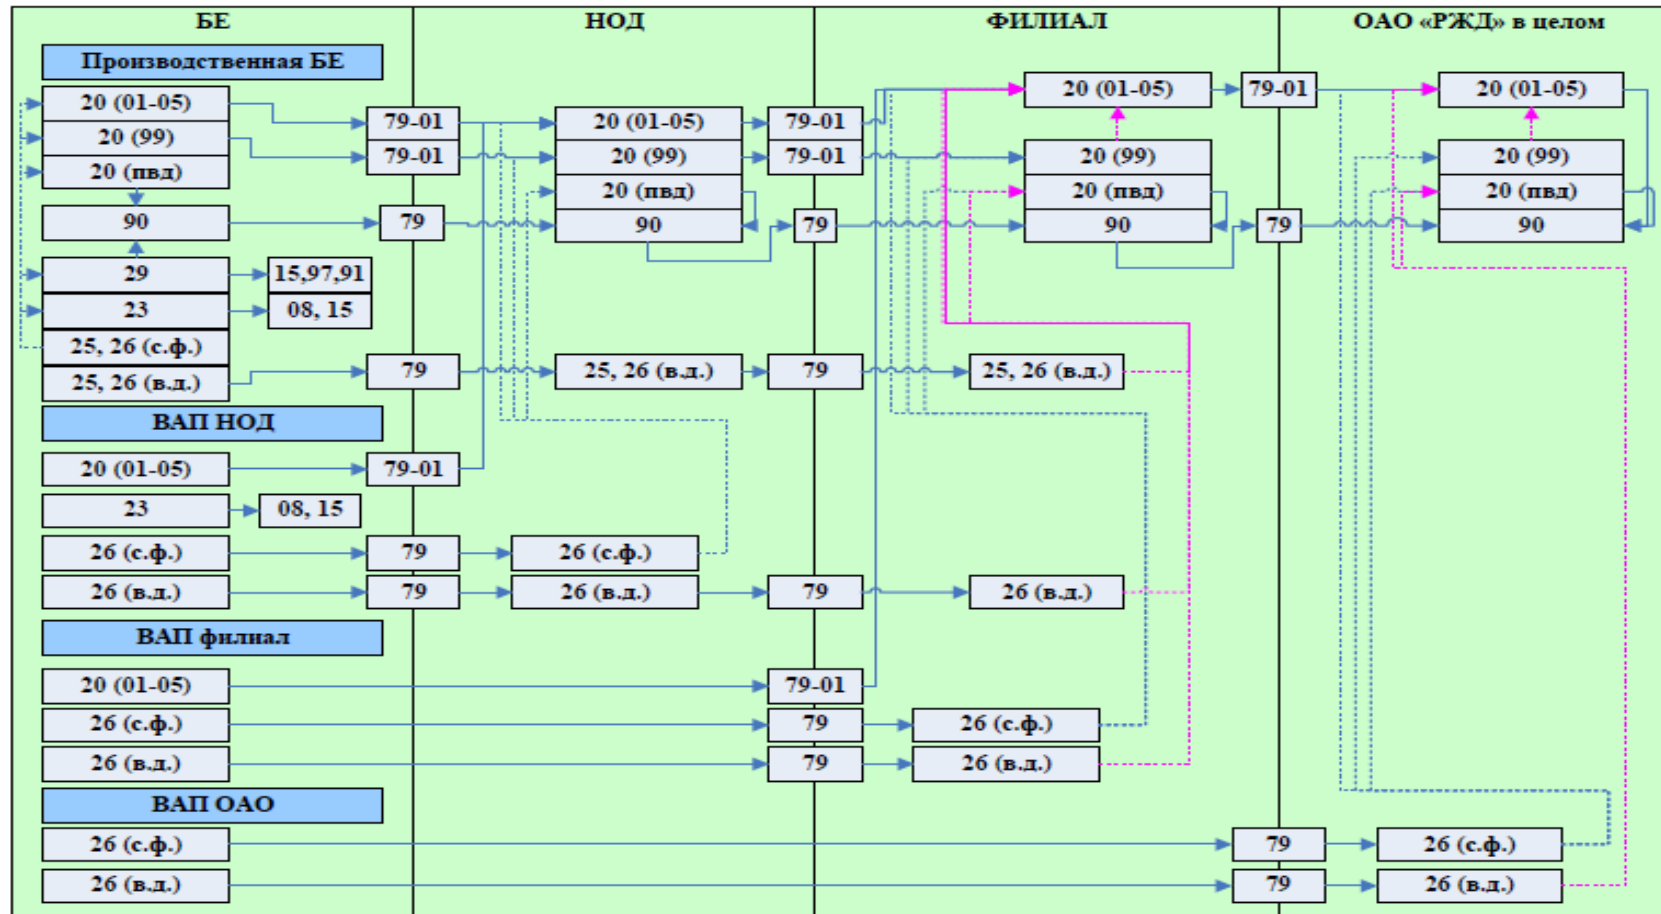 БЕ НОД ФИЛИАЛ ОАО «РЖД» в целом
Производственная БЕ
20 (01-05) 20 (01-05) 79-01 20 (01-05)
79-01 20 (01-05) 79-01
20 (99)
79-01 20 (99) 79-01 20 (99) 20 (99)
20 (пвд) 20 (пвд) 20 (пвд) 20 (пвд)
90 79 90 79 90 79 90
29 15,97,91
23 08, 15
25, 26 (с.ф.)
79 25, 26 (в.д.) 79 25, 26 (в.д.)
25, 26 (в.д.)
ВАП НОД
20 (01-05) 79-01
23 08, 15
26 (с.ф.) 79 26 (с.ф.)
26 (в.д.) 79 26 (в.д.) 79 26 (в.д.)
ВАП филиал
20 (01-05) 79-01
26 (с.ф.) 79 26 (с.ф.)
26 (в.д.) 79 26 (в.д.)
ВАП ОАО
26 (с.ф.) 79 26 (с.ф.)
26 (в.д.) 79 26 (в.д.)